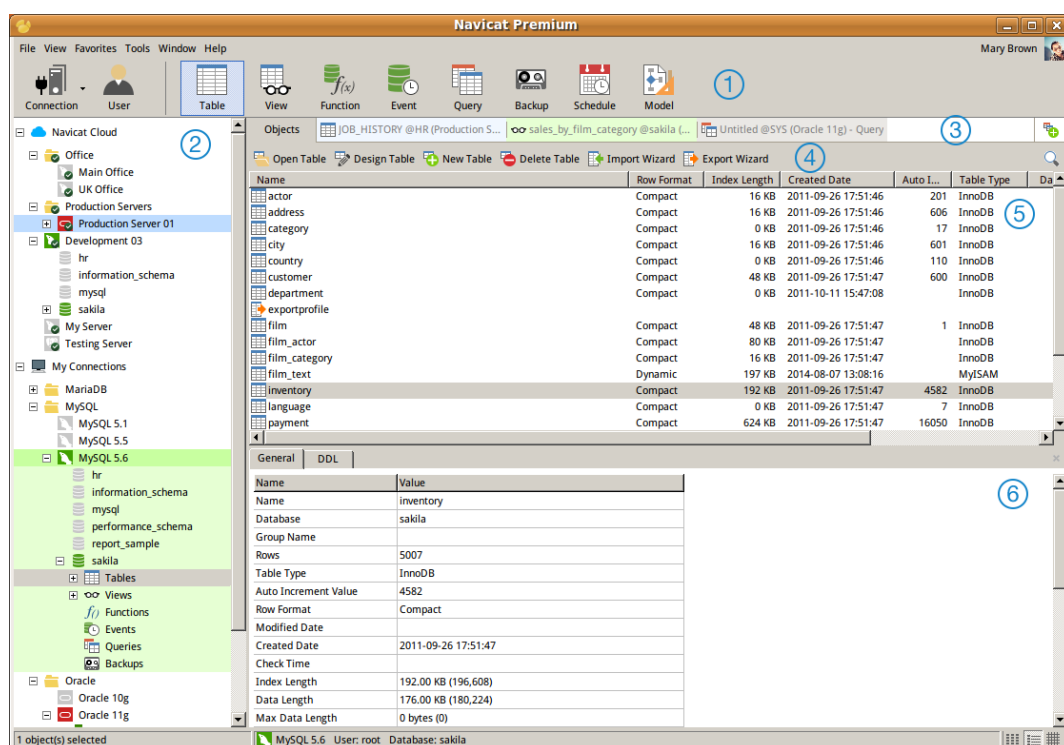 Navicat Premium
File View Favorites Tools Window Help
Mary Brown
Connection User Table View Function Event Query Backup Schedule Model
f(x)
1
2
Navicat Cloud
Office
Main Office
UK Office
Production Servers
Production Server 01
Development 03
hr
information_schema
mysql
sakila
My Server
Testing Server
My Connections
MariaDB
MySQL
MySQL 5.1
MySQL 5.5
MySQL 5.6
hr
information_schema
mysql
performance_schema
report_sample
sakila
Tables
Views
f() Functions
Events
Queries
Backups
Oracle
Oracle 10g
Oracle 11g
Objects JOB_HISTORY @HR (Production S... sales_by_film_category @sakila (... Untitled @SYS (Oracle 11g) - Query
3
Open Table Design Table New Table Delete Table Import Wizard Export Wizard
4
Name Row Format Index Length Created Date Auto I... Table Type Da
actor Compact 16 KB 2011-09-26 17:51:46 201 InnoDB
address Compact 16 KB 2011-09-26 17:51:46 606 InnoDB
5
category Compact 0 KB 2011-09-26 17:51:46 17 InnoDB
city Compact 16 KB 2011-09-26 17:51:46 601 InnoDB
country Compact 0 KB 2011-09-26 17:51:46 110 InnoDB
customer Compact 48 KB 2011-09-26 17:51:47 600 InnoDB
department Compact 0 KB 2011-10-11 15:47:08 InnoDB
exportprofile
film Compact 48 KB 2011-09-26 17:51:47 1 InnoDB
film_actor Compact 80 KB 2011-09-26 17:51:47 InnoDB
film_category Compact 16 KB 2011-09-26 17:51:47 InnoDB
film_text Dynamic 197 KB 2014-08-07 13:08:16 MyISAM
inventory Compact 192 KB 2011-09-26 17:51:47 4582 InnoDB
language Compact 0 KB 2011-09-26 17:51:47 7 InnoDB
payment Compact 624 KB 2011-09-26 17:51:47 16050 InnoDB
General DDL
6
Name Value
Name inventory
Database sakila
Group Name
Rows 5007
Table Type InnoDB
Auto Increment Value 4582
Row Format Compact
Modified Date
Created Date 2011-09-26 17:51:47
Check Time
Index Length 192.00 KB (196,608)
Data Length 176.00 KB (180,224)
Max Data Length 0 bytes (0)
1 object(s) selected
MySQL 5.6 User: root Database: sakila